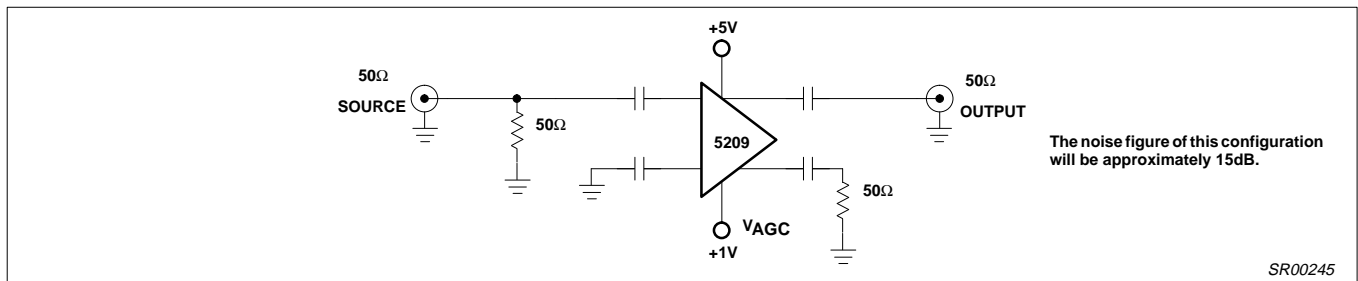 +5V
50Ω
50Ω
SOURCE
OUTPUT
50Ω
The noise figure of this configuration
will be approximately 15dB.
5209
50Ω
VAGC
+1V
SR00245